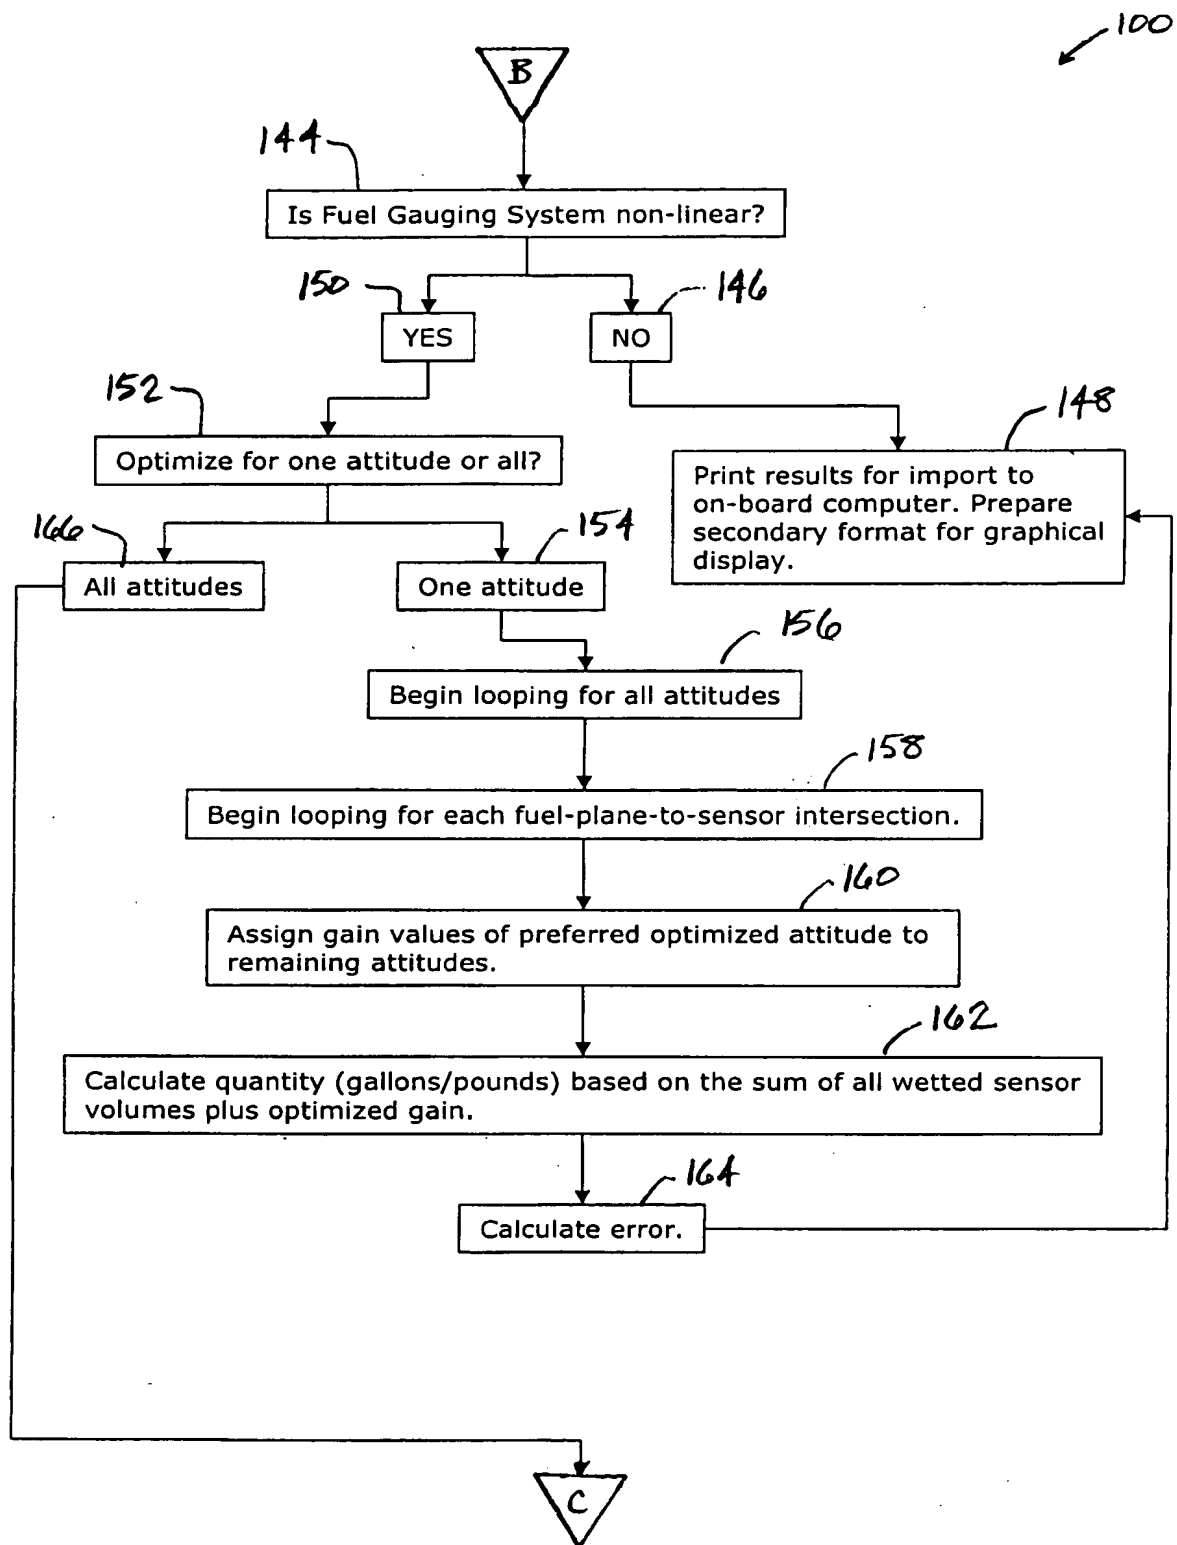 100
B
144
Is Fuel Gauging System non-linear?
150
146
YES
NO
152
148
Optimize for one attitude or all?
Print results for import to
on-board computer. Prepare
secondary format for graphical
display.
166
154
All attitudes
One attitude
156
Begin looping for all attitudes
158
Begin looping for each fuel-plane-to-sensor intersection.
160
Assign gain values of preferred optimized attitude to
remaining attitudes.
162
Calculate quantity (gallons/pounds) based on the sum of all wetted sensor
volumes plus optimized gain.
164
Calculate error.
C